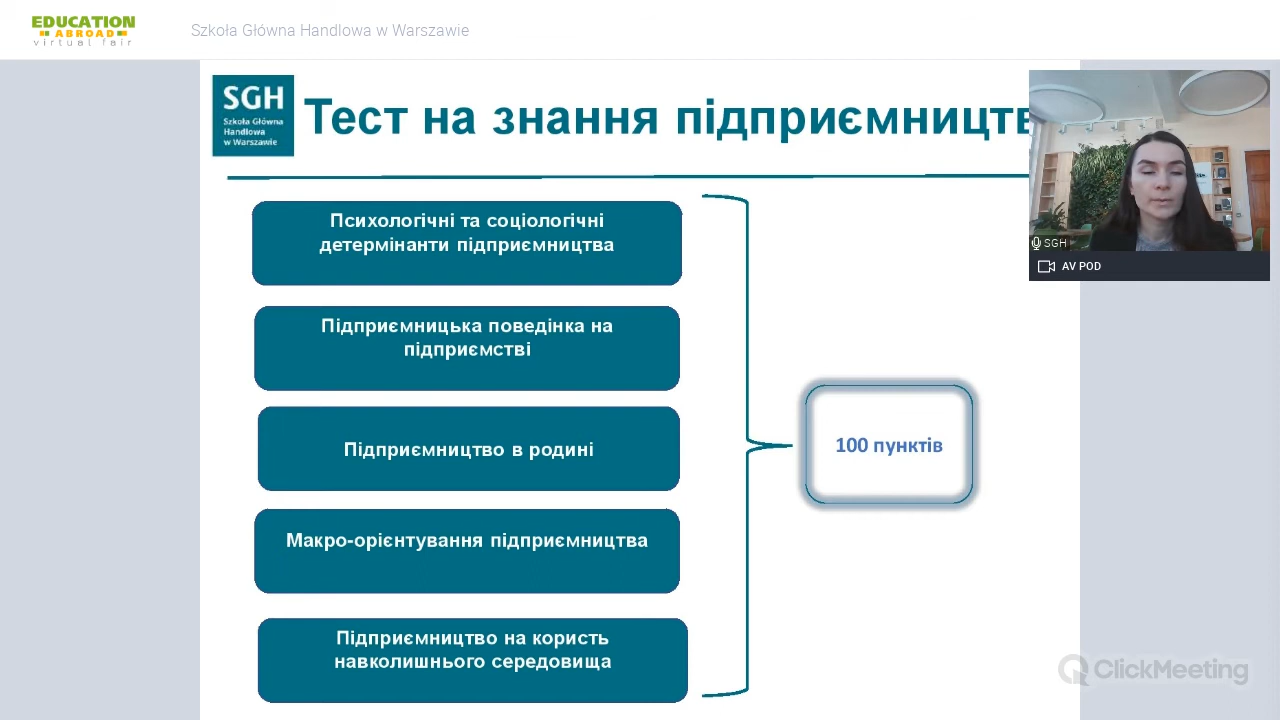 EDUCATION
ABROAD
virtual fair
Szkoła Główna Handlowa w Warszawie
SGH
Szkoła Główna
Handlowa
w Warszawie
Тест на знання підприємництв
SGH
AV POD
Психологічні та соціологічні
детермінанти підприємництва
Підприємницька поведінка на
підприємстві
Підприємництво в родині
Макро-орієнтування підприємництва
Підприємництво на користь
навколишнього середовища
100 пунктів
ClickMeeting